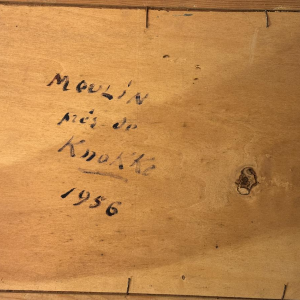 MOULIN
près de
Knokke
1956